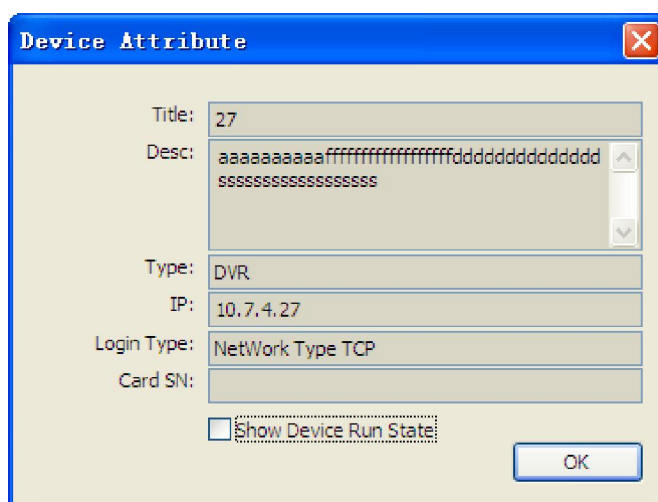 Device Attribute
Title: 27
Desc: aaaaaaaaaaffffffffffffffffffdddddddddddddd
ssssssssssssssssss
Type: DVR
IP: 10.7.4.27
Login Type: NetWork Type TCP
Card SN:
Show Device Run State
OK